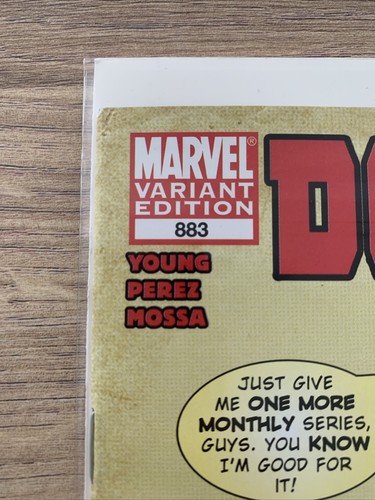 MARVEL®
VARIANT
EDITION
883
YOUNG
PEREZ
MOSSA
JUST GIVE
ME ONE MORE
MONTHLY SERIES,
GUYS. YOU KNOW
I'M GOOD FOR
IT!